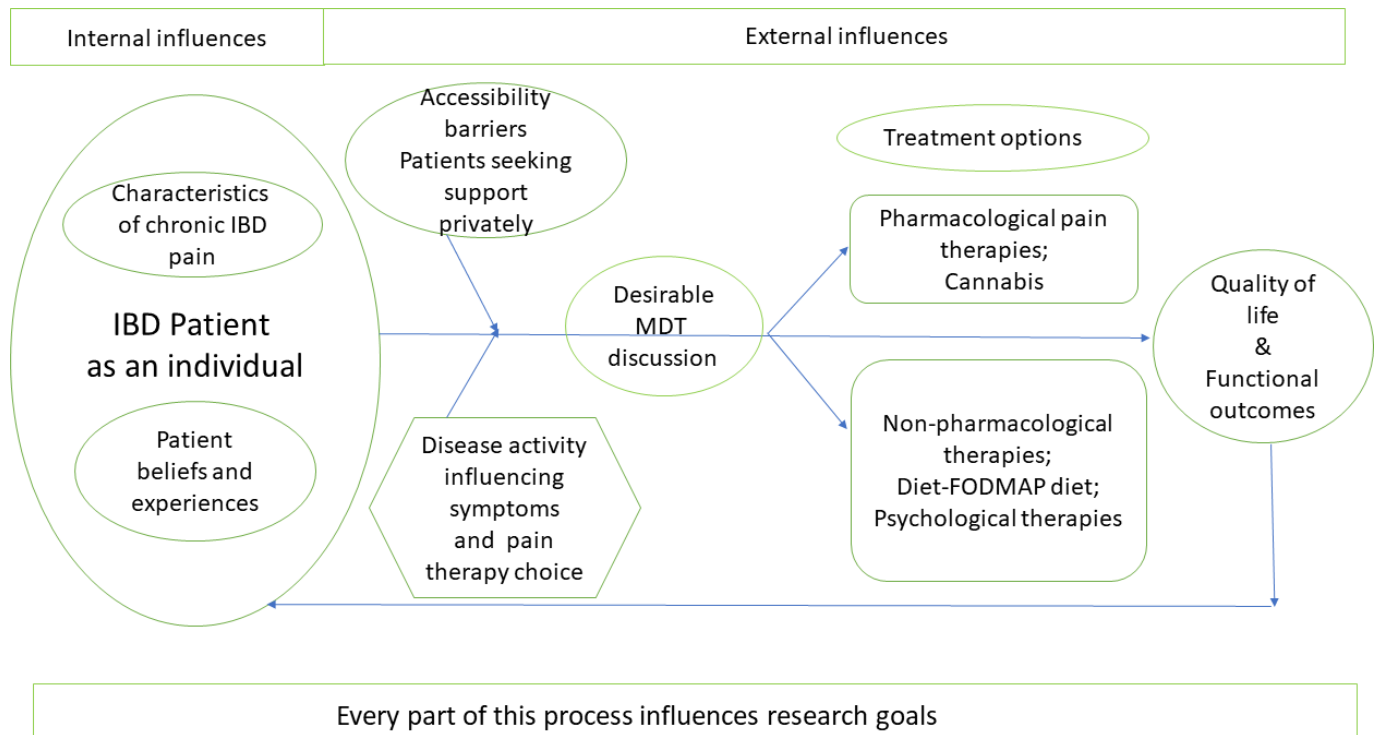 Internal influences
External influences
Characteristics
of chronic IBD
pain
IBD Patient
as an individual
Patient
beliefs and
experiences
Accessibility
barriers
Patients seeking
support
privately
Disease activity
influencing
symptoms
and pain
therapy choice
Desirable
MDT
discussion
Treatment options
Pharmacological pain
therapies;
Cannabis
Non-pharmacological
therapies;
Diet-FODMAP diet;
Psychological therapies
Quality of
life
&
Functional
outcomes
Every part of this process influences research goals